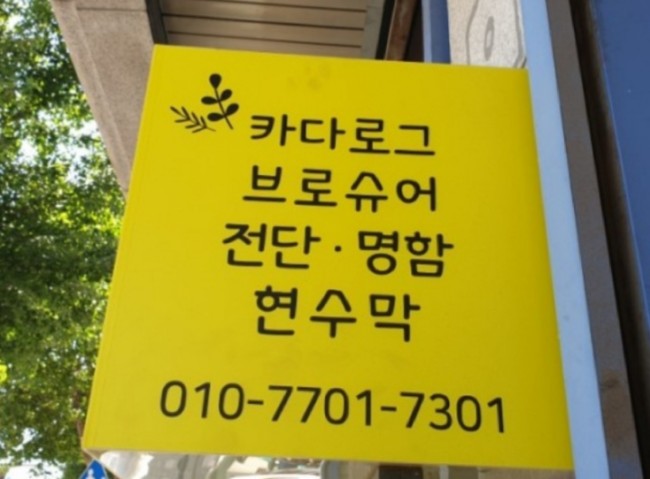 카다로그
브로슈어
전단 · 명함
현수막
010-7701-7301